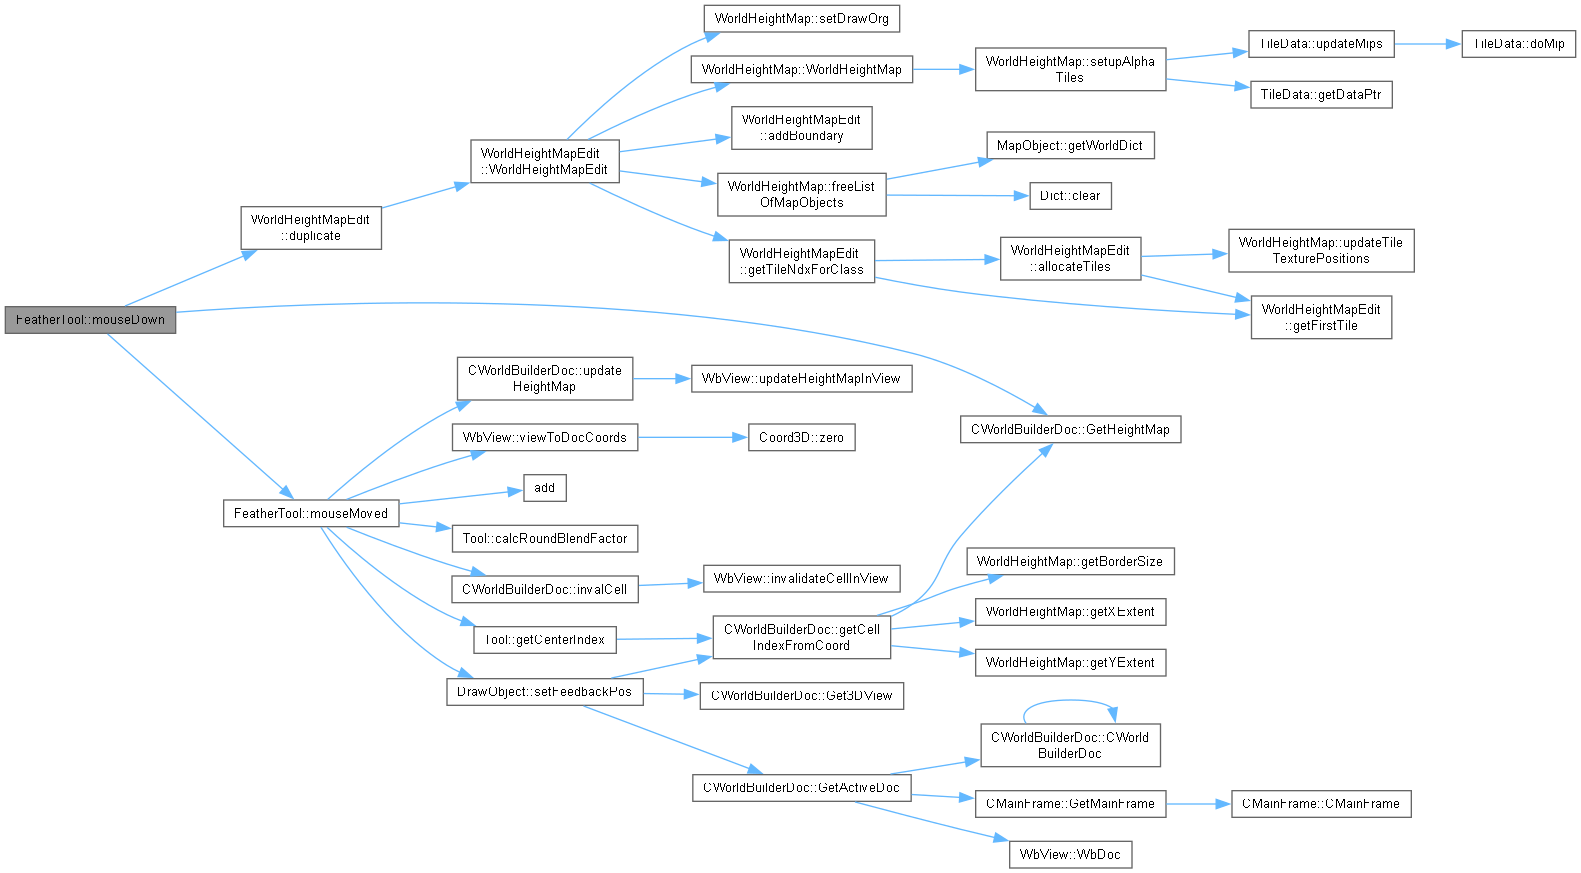 WorldHeightMap::setDrawOrg
WorldHeightMap::WorldHeightMap
WorldHeightMap::setupAlpha
Tiles
TileData::updateMips
TileData::doMip
TileData::getDataPtr
WorldHeightMapEdit
::addBoundary
WorldHeightMapEdit
::WorldHeightMapEdit
MapObject::getWorldDict
WorldHeightMap::freeList
OfMapObjects
Dict::clear
WorldHeightMapEdit
::duplicate
WorldHeightMapEdit
::getTileNdxForClass
WorldHeightMapEdit
::allocateTiles
WorldHeightMap::updateTile
TexturePositions
WorldHeightMapEdit
::getFirstTile
FeatherTool::mouseDown
CWorldBuilderDoc::update
HeightMap
WbView::updateHeightMapInView
WbView::viewToDocCoords
Coord3D::zero
CWorldBuilderDoc::GetHeightMap
add
FeatherTool::mouseMoved
Tool::calcRoundBlendFactor
CWorldBuilderDoc::invalCell
WbView::invalidateCellInView
WorldHeightMap::getBorderSize
WorldHeightMap::getXExtent
Tool::getCenterIndex
CWorldBuilderDoc::getCell
IndexFromCoord
WorldHeightMap::getYExtent
DrawObject::setFeedbackPos
CWorldBuilderDoc::Get3DView
CWorldBuilderDoc::CWorld
BuilderDoc
CWorldBuilderDoc::GetActiveDoc
CMainFrame::GetMainFrame
CMainFrame::CMainFrame
WbView::WbDoc